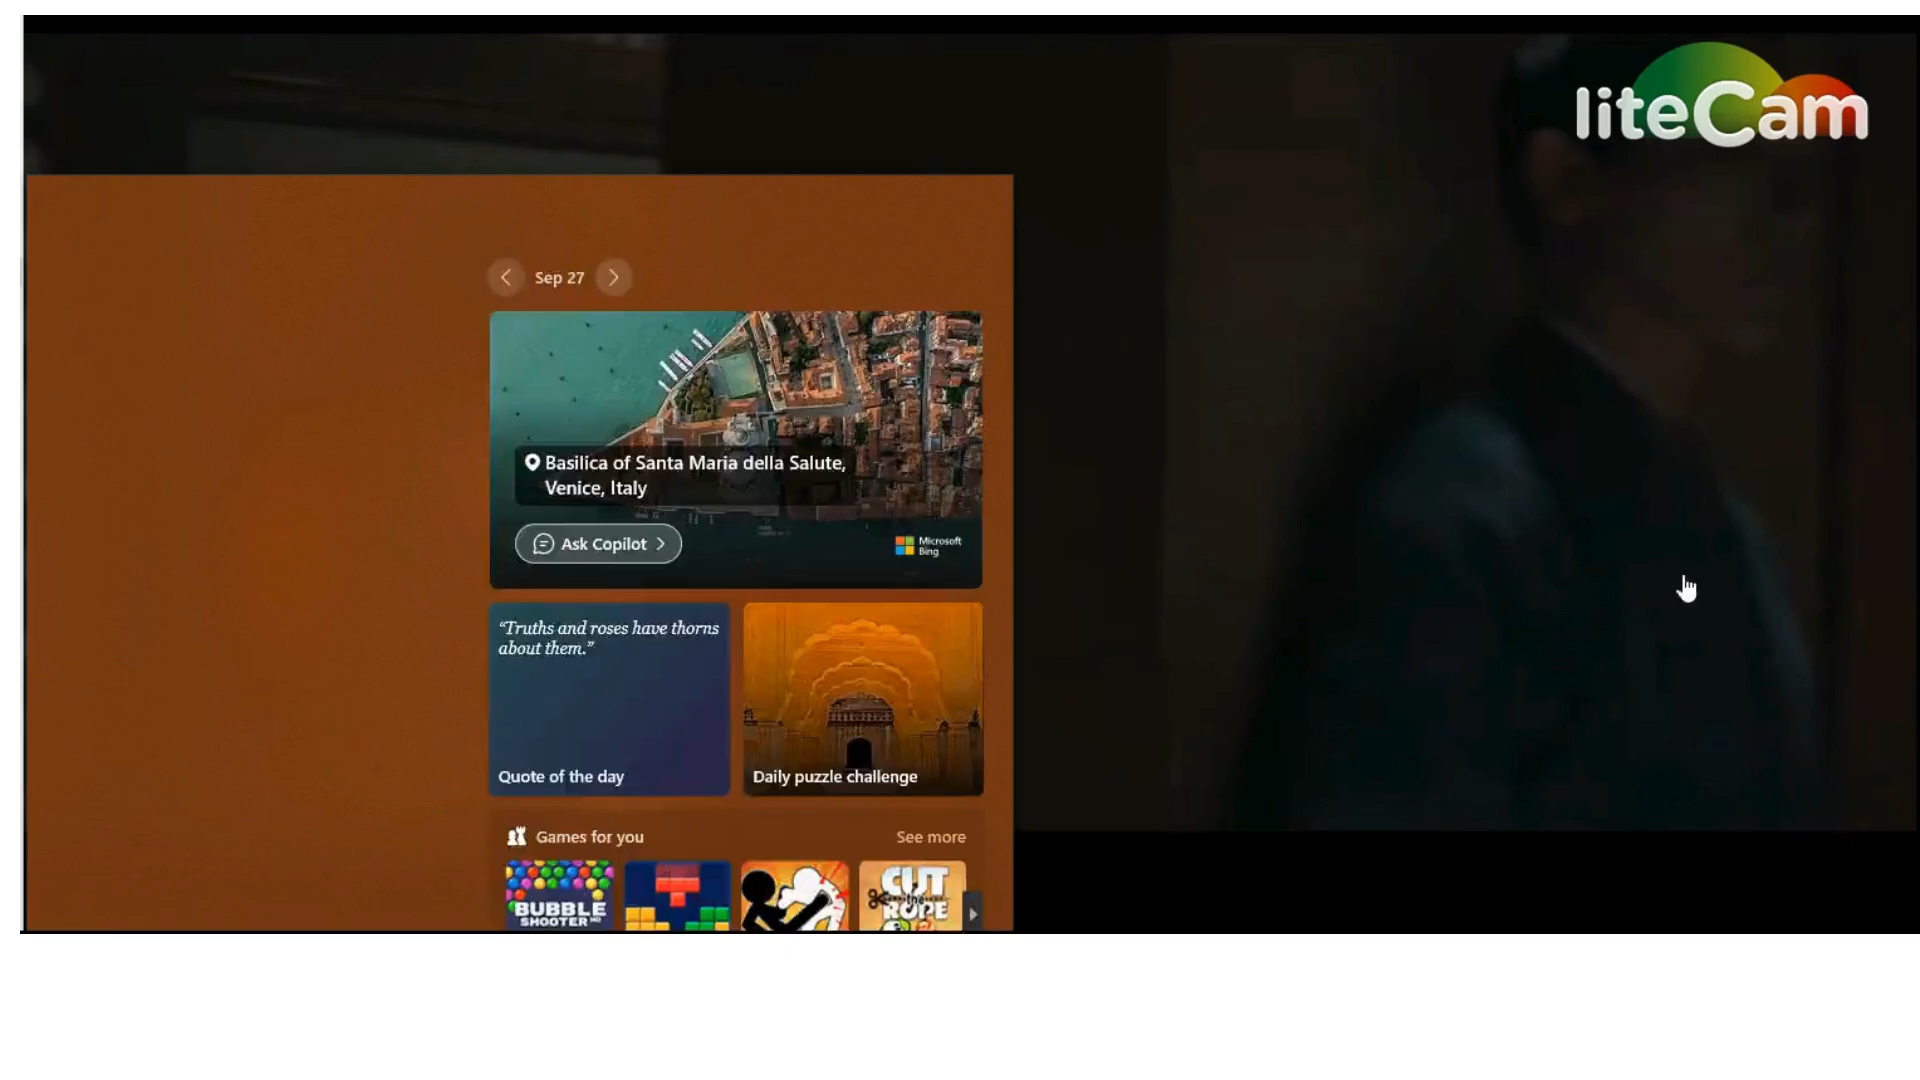 liteCam
Sep 27
Basilica of Santa Maria della Salute,
Venice, Italy
Ask Copilot
Microsoft
Bing
“Truths and roses have thorns
about them.”
Quote of the day
Daily puzzle challenge
Games for you
See more
BUBBLE
SHOOTER HD
CUT
the
ROPE